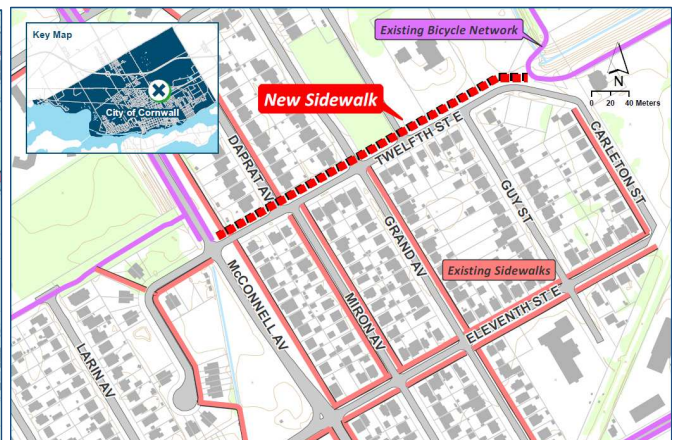 Key Map
City of Cornwall
Existing Bicycle Network
N
0 20 40 Meters
New Sidewalk
DAPRAT AV
TWELFTH ST E
CARLETON ST
GUY ST
GRAND AV
Existing Sidewalks
McCONNELL AV
MIRON AV
ELEVENTH ST E
LARIN AV